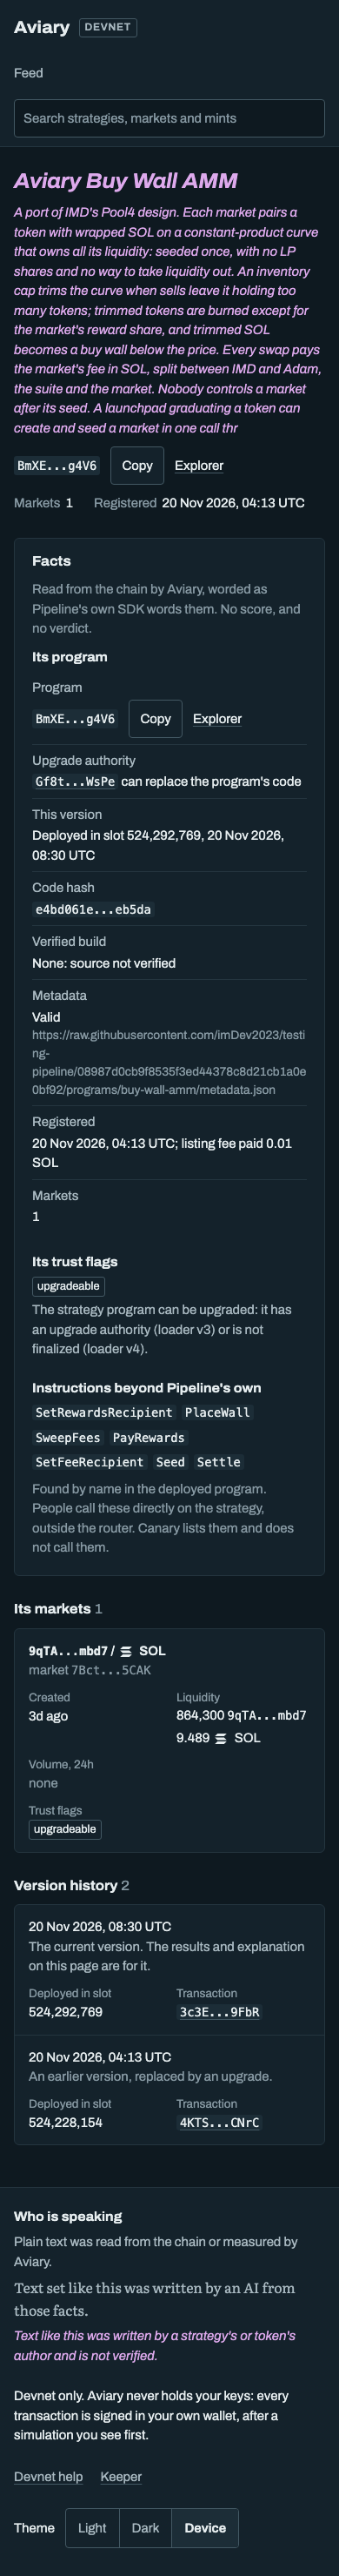 Aviary DEVNET
Feed
Search strategies, markets and mints
Aviary Buy Wall AMM
A port of IMD's Pool4 design. Each market pairs a
token with wrapped SOL on a constant-product curve
that owns all its liquidity: seeded once, with no LP
shares and no way to take liquidity out. An inventory
cap trims the curve when sells leave it holding too
many tokens; trimmed tokens are burned except for
the market's reward share, and trimmed SOL
becomes a buy wall below the price. Every swap pays
the market's fee in SOL, split between IMD and Adam,
the suite and the market. Nobody controls a market
after its seed. A launchpad graduating a token can
create and seed a market in one call thr
BmXE...g4V6 Copy Explorer
Markets 1 Registered 20 Nov 2026, 04:13 UTC
Facts
Read from the chain by Aviary, worded as
Pipeline's own SDK words them. No score, and
no verdict.
Its program
Program
BmXE...g4V6 Copy Explorer
Upgrade authority
Gf8t...WsPe can replace the program's code
This version
Deployed in slot 524,292,769, 20 Nov 2026,
08:30 UTC
Code hash
e4bd061e...eb5da
Verified build
None: source not verified
Metadata
Valid
https://raw.githubusercontent.com/imDev2023/testi
ng-
pipeline/08987d0cb9f8535f3ed44378c8d21cb1a0e
0bf92/programs/buy-wall-amm/metadata.json
Registered
20 Nov 2026, 04:13 UTC; listing fee paid 0.01
SOL
Markets
1
Its trust flags
upgradeable
The strategy program can be upgraded: it has
an upgrade authority (loader v3) or is not
finalized (loader v4).
Instructions beyond Pipeline's own
SetRewardsRecipient PlaceWall
SweepFees PayRewards
SetFeeRecipient Seed Settle
Found by name in the deployed program.
People call these directly on the strategy,
outside the router. Canary lists them and does
not call them.
Its markets 1
9qTA...mbd7 / SOL
market 7Bct...5CAK
Created Liquidity
3d ago 864,300 9qTA...mbd7
9.489 SOL
Volume, 24h
none
Trust flags
upgradeable
Version history 2
20 Nov 2026, 08:30 UTC
The current version. The results and explanation
on this page are for it.
Deployed in slot Transaction
524,292,769 3c3E...9FbR
20 Nov 2026, 04:13 UTC
An earlier version, replaced by an upgrade.
Deployed in slot Transaction
524,228,154 4KTS...CNrC
Who is speaking
Plain text was read from the chain or measured by
Aviary.
Text set like this was written by an AI from
those facts.
Text like this was written by a strategy's or token's
author and is not verified.
Devnet only. Aviary never holds your keys: every
transaction is signed in your own wallet, after a
simulation you see first.
Devnet help Keeper
Theme Light Dark Device